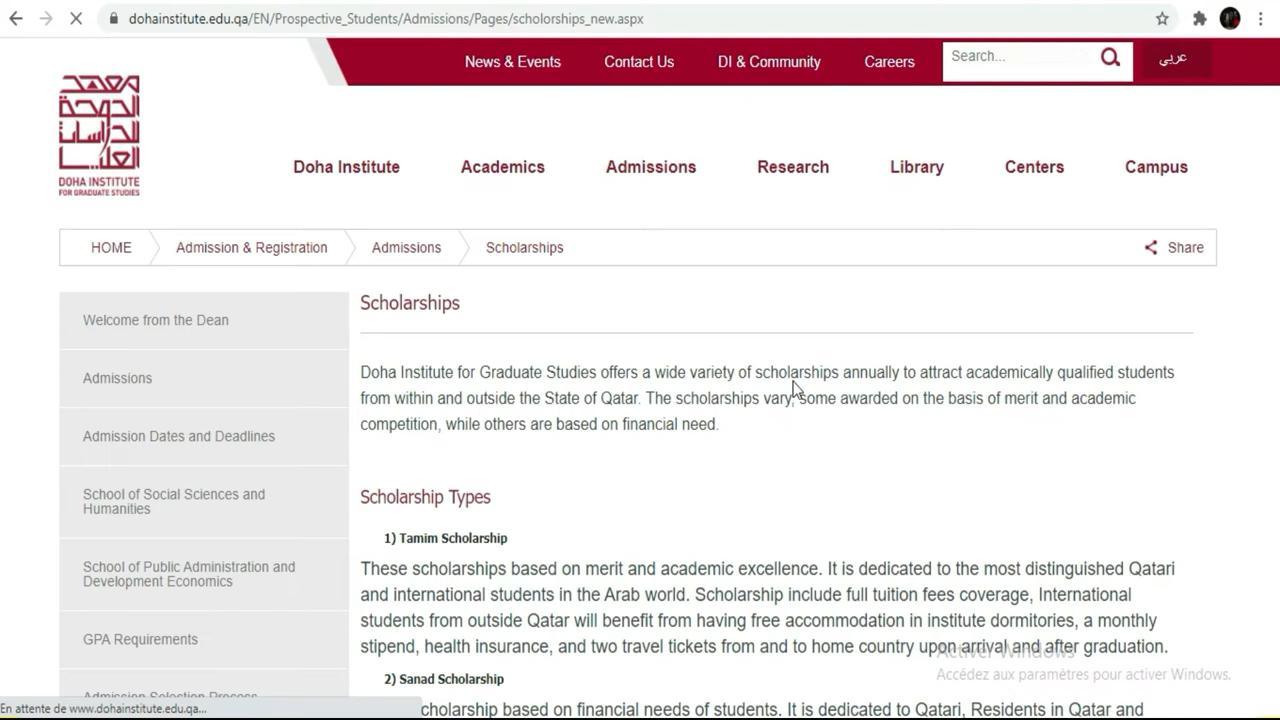 dohainstitute.edu.qa/EN/Prospective_Students/Admissions/Pages/scholorships_new.aspx
News & Events
Contact Us
DI & Community
Careers
Search...
عربي
معهد
الدوحة
للدراسات
العليا
DOHA INSTITUTE
FOR GRADUATE STUDIES
Doha Institute
Academics
Admissions
Research
Library
Centers
Campus
HOME
Admission & Registration
Admissions
Scholarships
Share
Welcome from the Dean
Admissions
Admission Dates and Deadlines
School of Social Sciences and
Humanities
School of Public Administration and
Development Economics
GPA Requirements
Admission Selection Process
Scholarships
Doha Institute for Graduate Studies offers a wide variety of scholarships annually to attract academically qualified students
from within and outside the State of Qatar. The scholarships vary, some awarded on the basis of merit and academic
competition, while others are based on financial need.
Scholarship Types
1) Tamim Scholarship
These scholarships based on merit and academic excellence. It is dedicated to the most distinguished Qatari
and international students in the Arab world. Scholarship include full tuition fees coverage, International
students from outside Qatar will benefit from having free accommodation in institute dormitories, a monthly
stipend, health insurance, and two travel tickets from and to home country upon arrival and after graduation.
2) Sanad Scholarship
cholarship based on financial needs of students. It is dedicated to Qatari, Residents in Qatar and
Activer Windows
Accédez aux paramètres pour activer Windows.
En attente de www.dohainstitute.edu.qa...